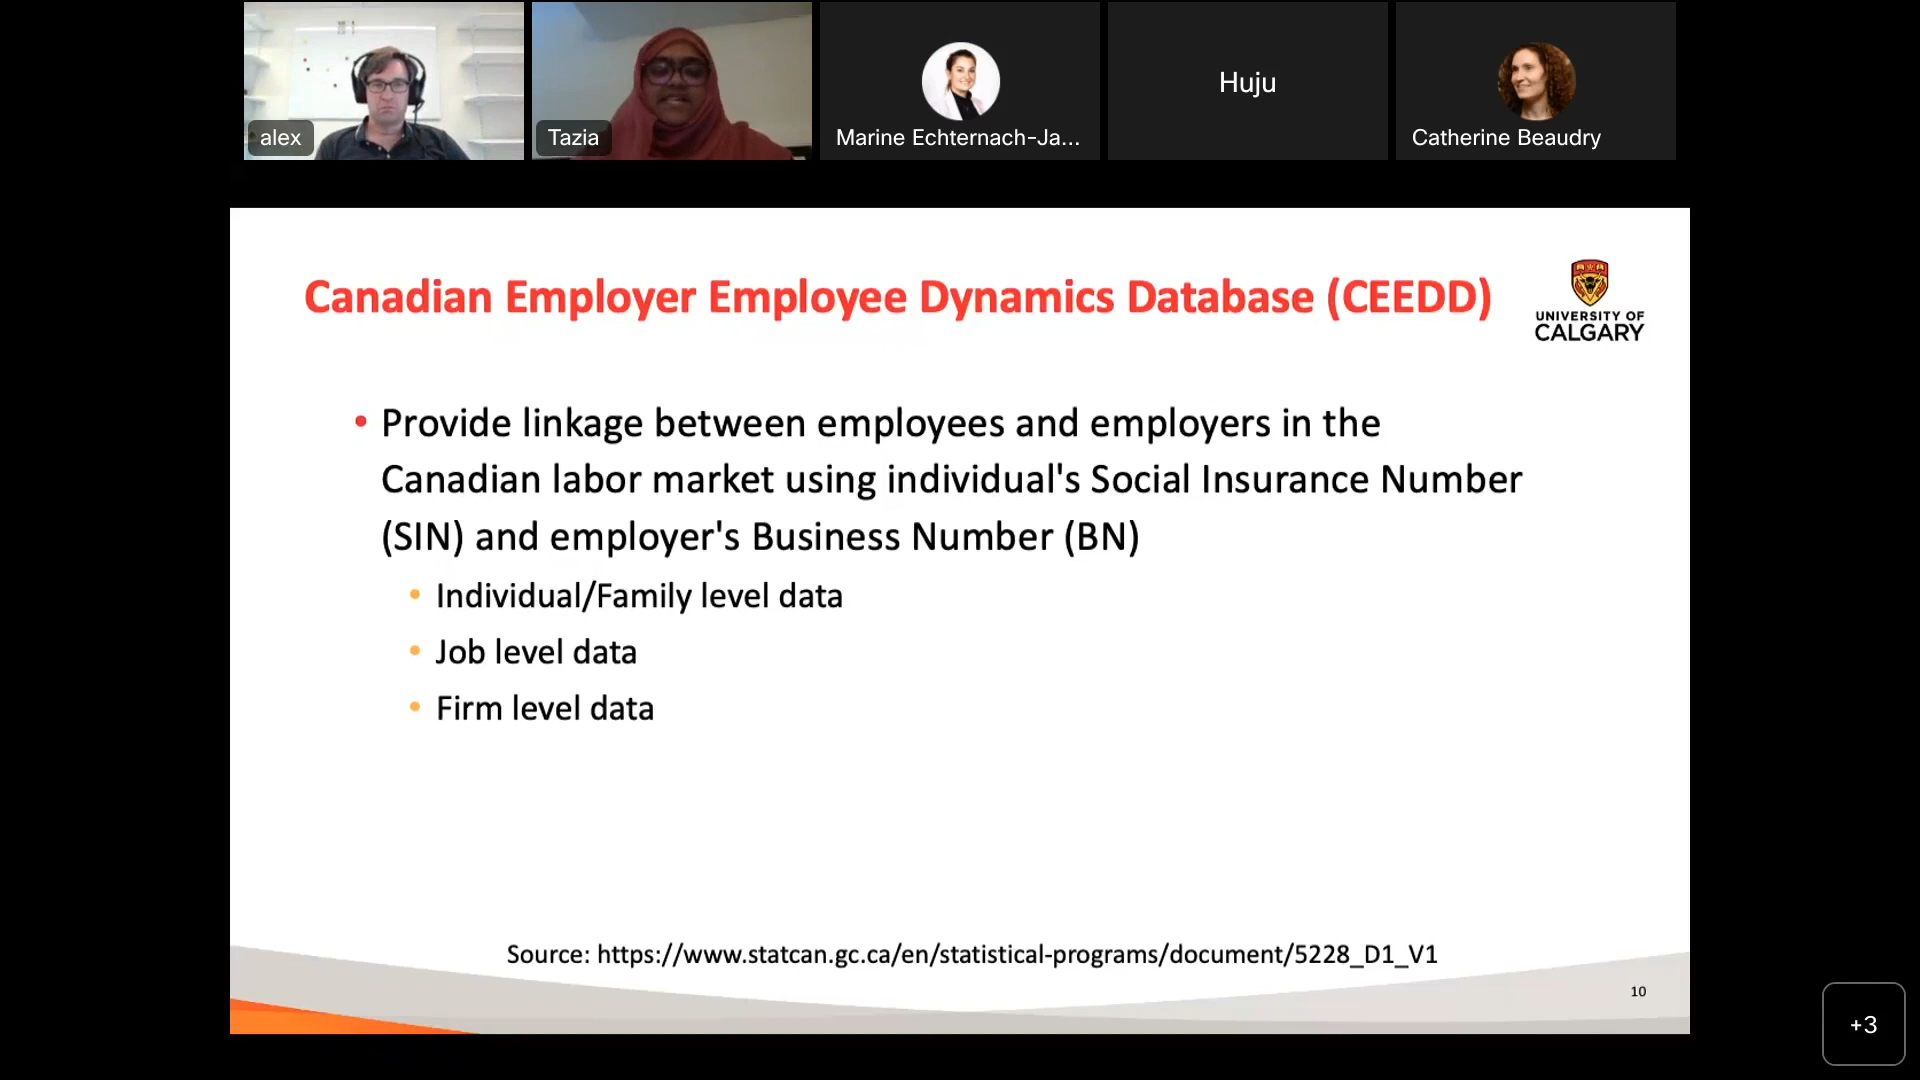 alex
Tazia
Marine Echternach-Ja...
Huju
Catherine Beaudry
Canadian Employer Employee Dynamics Database (CEEDD)
UNIVERSITY OF
CALGARY
• Provide linkage between employees and employers in the
Canadian labor market using individual's Social Insurance Number
(SIN) and employer's Business Number (BN)
• Individual/Family level data
• Job level data
• Firm level data
Source: https://www.statcan.gc.ca/en/statistical-programs/document/5228_D1_V1
10
+3